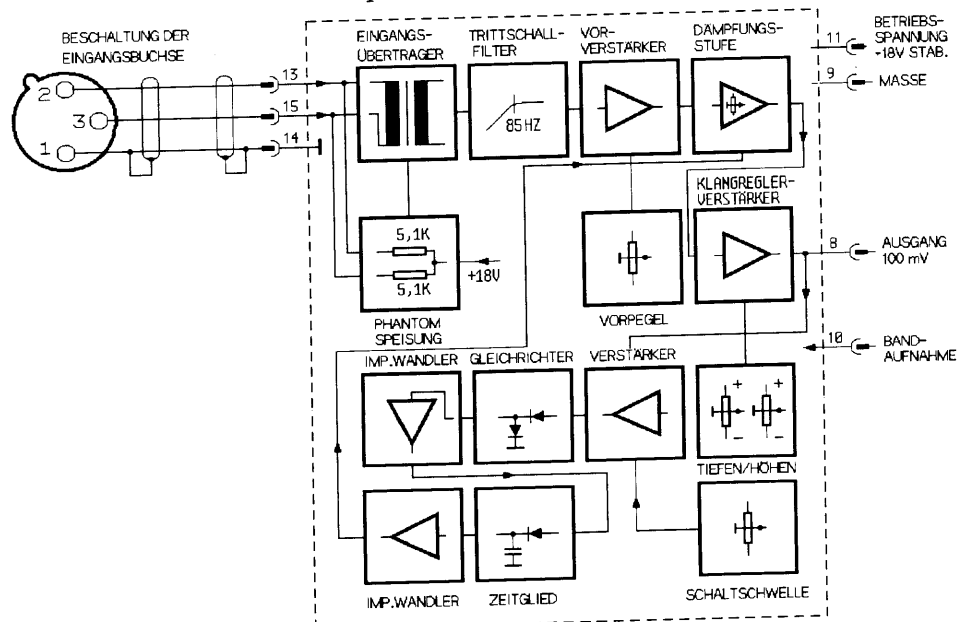 BESCHALTUNG DER
EINGANGSBUCHSE
2
3
1
13
15
14
EINGANGS-
ÜBERTRAGER
TRITTSCHALL-
FILTER
85 HZ
VOR-
VERSTÄRKER
DÄMPFUNGS-
STUFE
11
BETRIEBS-
SPANNUNG
+18V STAB.
9
MASSE
5,1K
5,1K
+18V
PHANTOM
SPEISUNG
VORPEGEL
KLANGREGLER-
VERSTÄRKER
8
AUSGANG
100 mV
10
BAND-
AUFNAHME
IMP.WANDLER
GLEICHRICHTER
VERSTÄRKER
+ +
- -
TIEFEN/HÖHEN
IMP.WANDLER
ZEITGLIED
SCHALTSCHWELLE